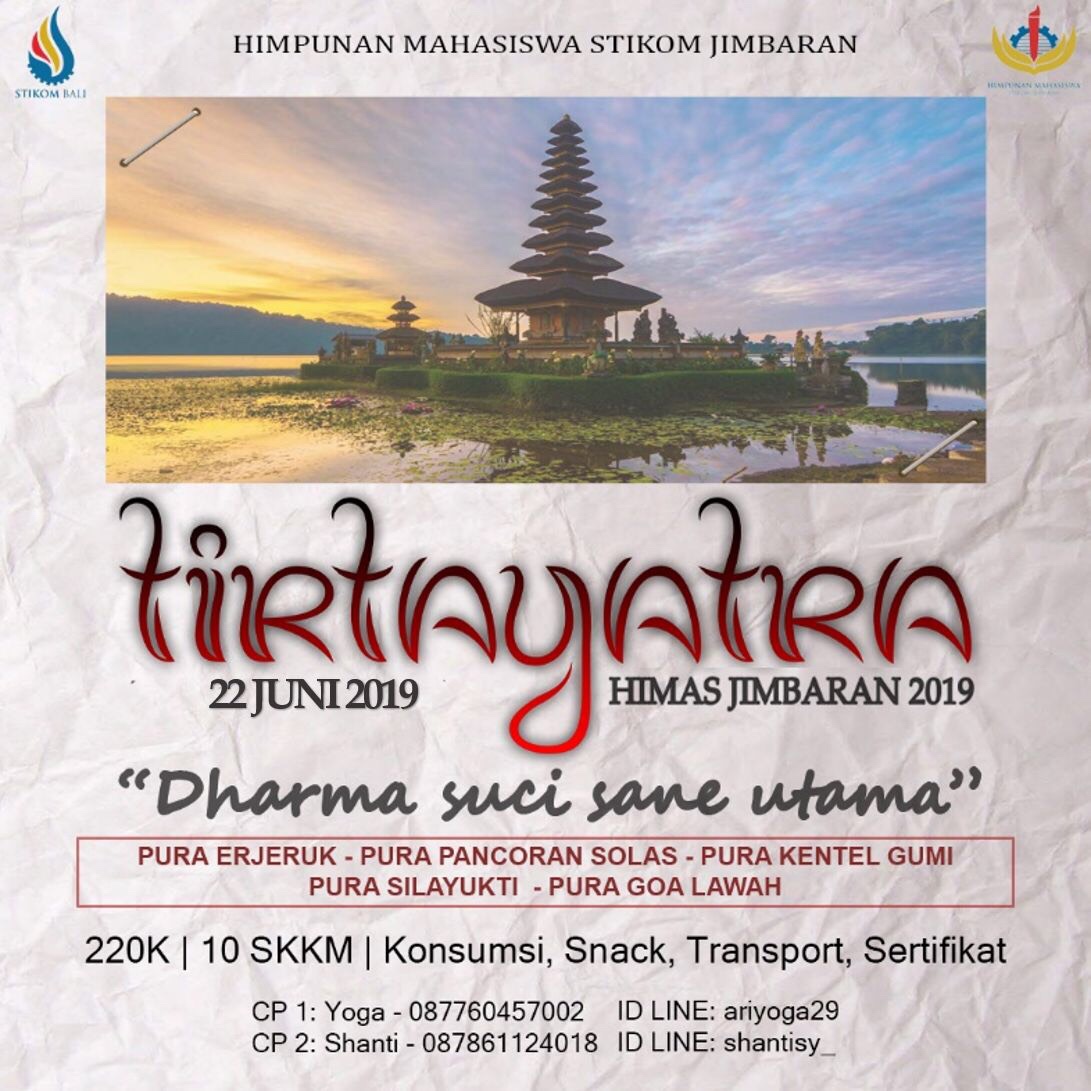 STIKOM BALI
HIMPUNAN MAHASISWA STIKOM JIMBARAN
HIMPUNAN MAHASISWA
tirtayatra
22 JUNI 2019
HIMAS JIMBARAN 2019
“Dharma suci sane utama”
PURA ERJERUK - PURA PANCORAN SOLAS - PURA KENTEL GUMI
PURA SILAYUKTI - PURA GOA LAWAH
220K | 10 SKKM | Konsumsi, Snack, Transport, Sertifikat
CP 1: Yoga - 087760457002 ID LINE: ariyoga29
CP 2: Shanti - 087861124018 ID LINE: shantisy_